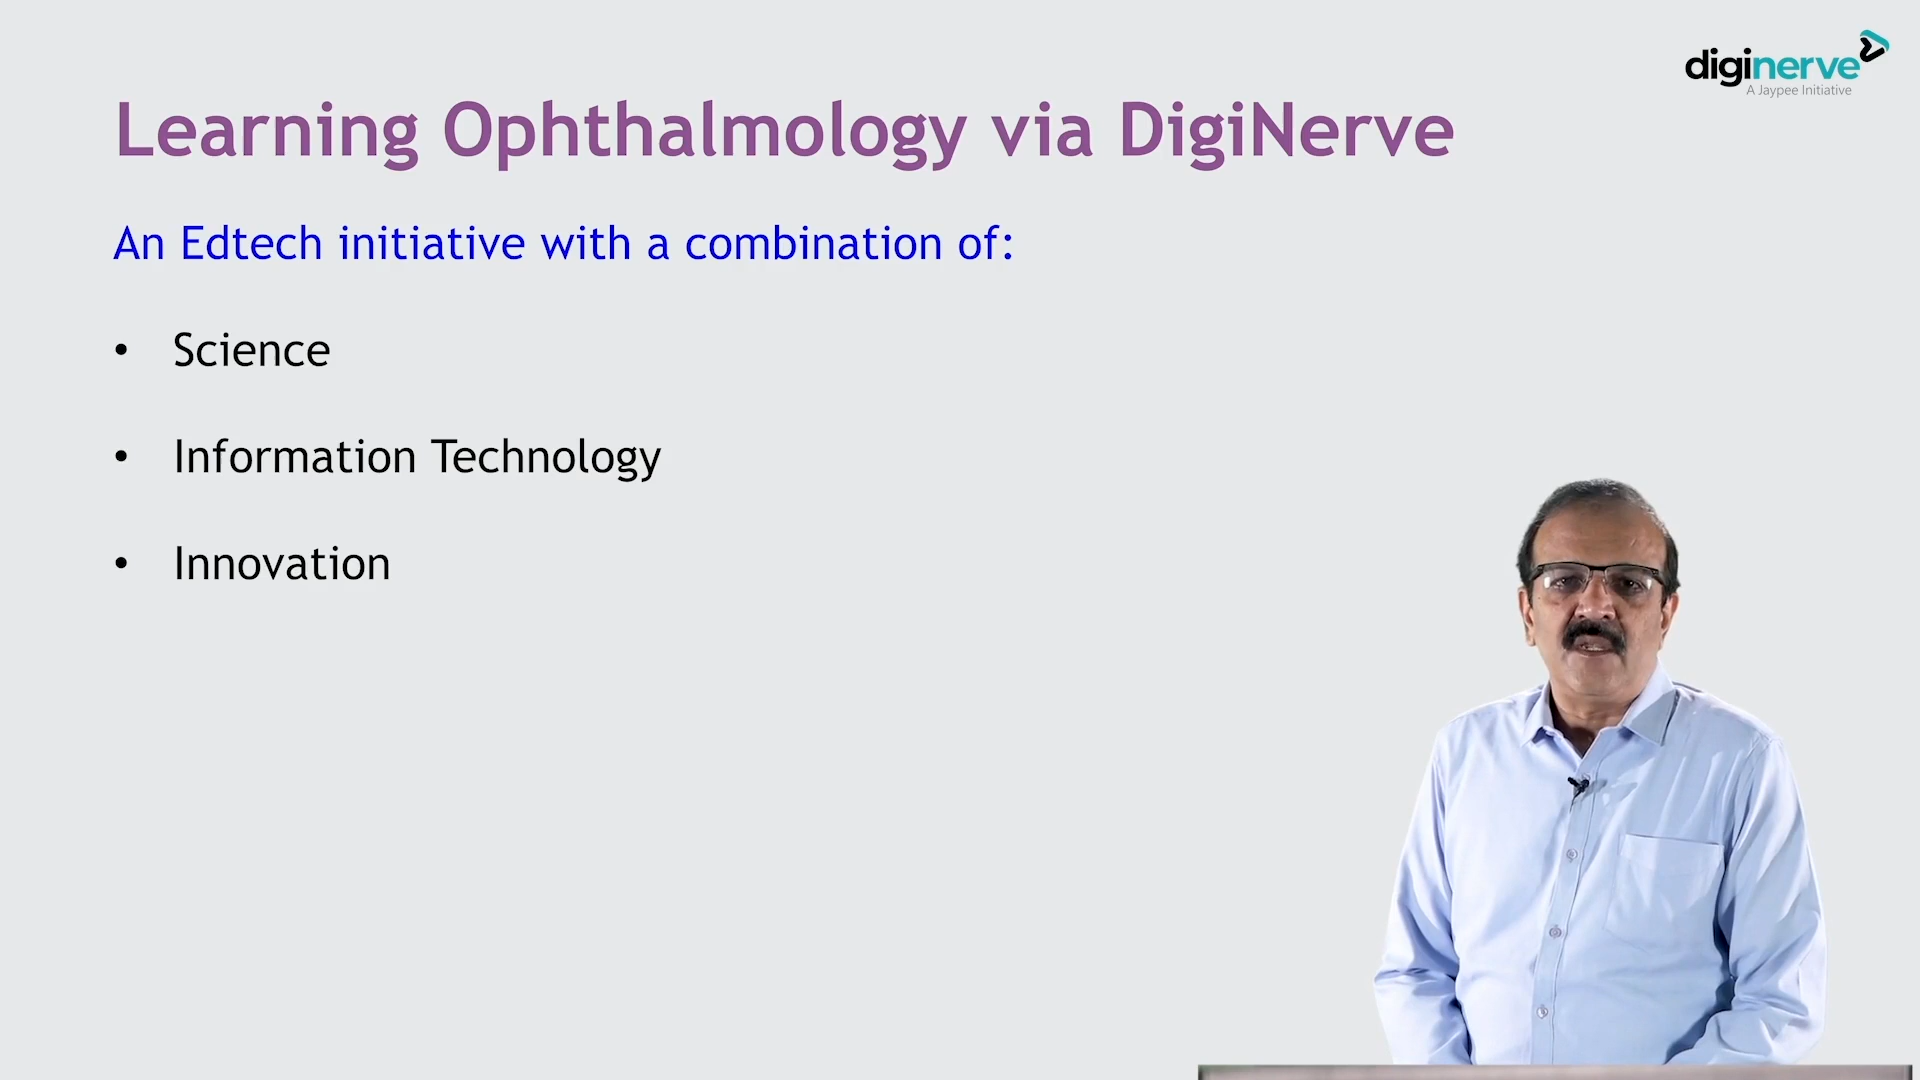 diginerve
A Jaypee Initiative
Learning Ophthalmology via DigiNerve
An Edtech initiative with a combination of:
• Science
• Information Technology
• Innovation